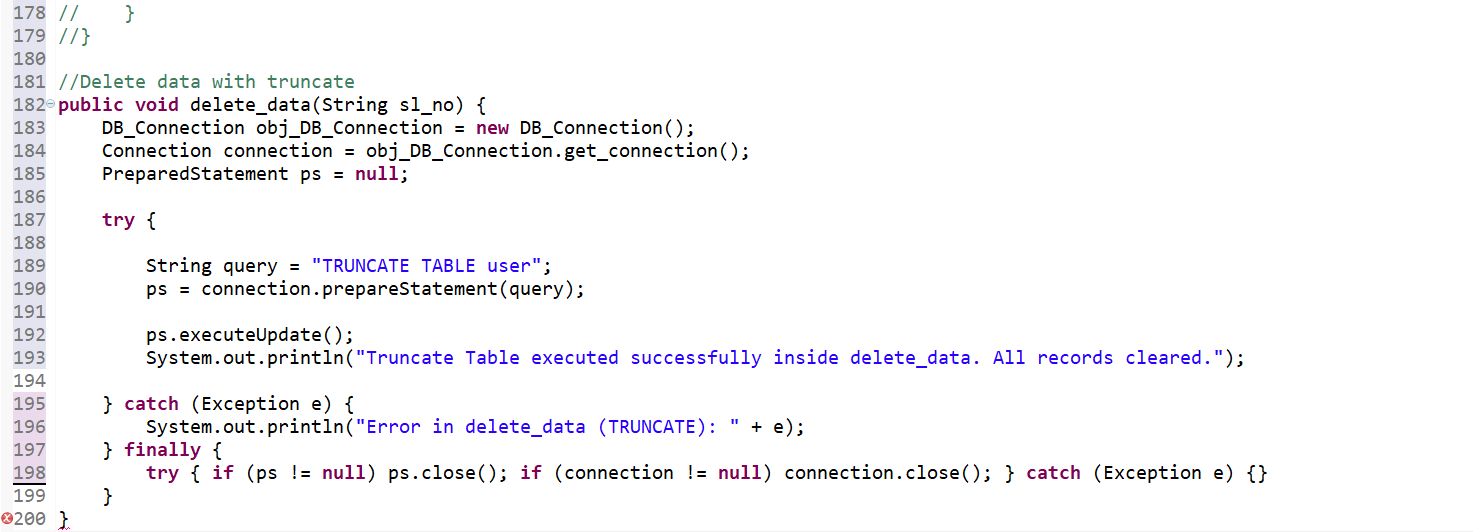 178 //    }
179 //}
180
181 //Delete data with truncate
182 public void delete_data(String sl_no) {
183     DB_Connection obj_DB_Connection = new DB_Connection();
184     Connection connection = obj_DB_Connection.get_connection();
185     PreparedStatement ps = null;
186
187     try {
188
189         String query = "TRUNCATE TABLE user";
190         ps = connection.prepareStatement(query);
191
192         ps.executeUpdate();
193         System.out.println("Truncate Table executed successfully inside delete_data. All records cleared.");
194
195     } catch (Exception e) {
196         System.out.println("Error in delete_data (TRUNCATE): " + e);
197     } finally {
198         try { if (ps != null) ps.close(); if (connection != null) connection.close(); } catch (Exception e) {}
199     }
200 }